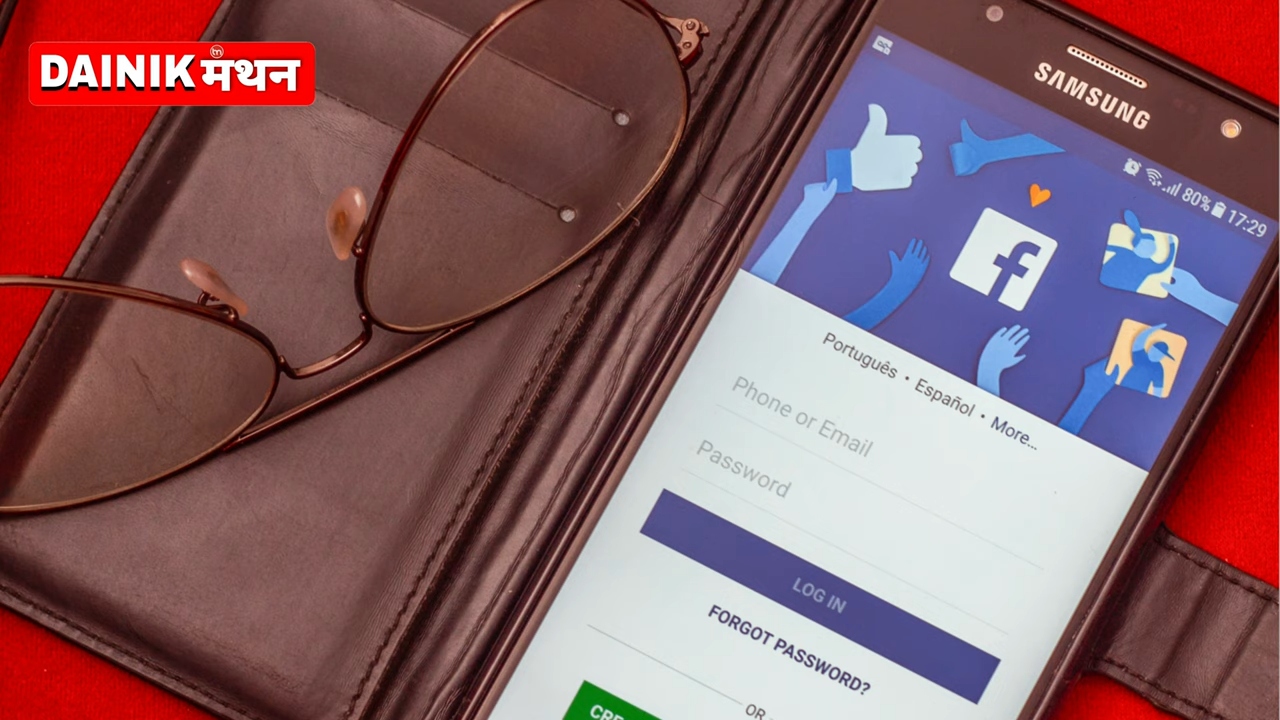 DAINIK मंथन
SAMSUNG
80% 17:29
Português • Español • More...
Phone or Email
Password
LOG IN
FORGOT PASSWORD?
OR